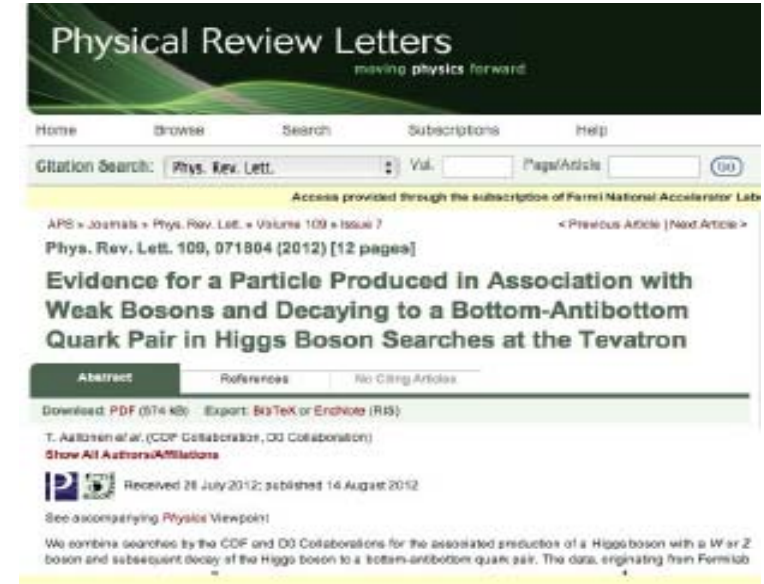 Physical Review Letters
moving physics forward
Home Browse Search Subscriptions Help
Citation Search: Phys. Rev. Lett. Vol. Page/Article Go
Access provided through the subscription of Fermi National Accelerator Lab
APS » Journals » Phys. Rev. Lett. » Volume 109 » Issue 7 < Previous Article | Next Article >
Phys. Rev. Lett. 109, 071804 (2012) [12 pages]
Evidence for a Particle Produced in Association with
Weak Bosons and Decaying to a Bottom-Antibottom
Quark Pair in Higgs Boson Searches at the Tevatron
Abstract References No Citing Articles
Download: PDF (674 kB) Export: BibTeX or EndNote (RIS)
T. Aaltonen et al. (CDF Collaboration, D0 Collaboration)
Show All Authors/Affiliations
Received 26 July 2012; published 14 August 2012
See accompanying Physics Viewpoint
We combine searches by the CDF and D0 Collaborations for the associated production of a Higgs boson with a W or Z
boson and subsequent decay of the Higgs boson to a bottom-antibottom quark pair. The data, originating from Fermilab